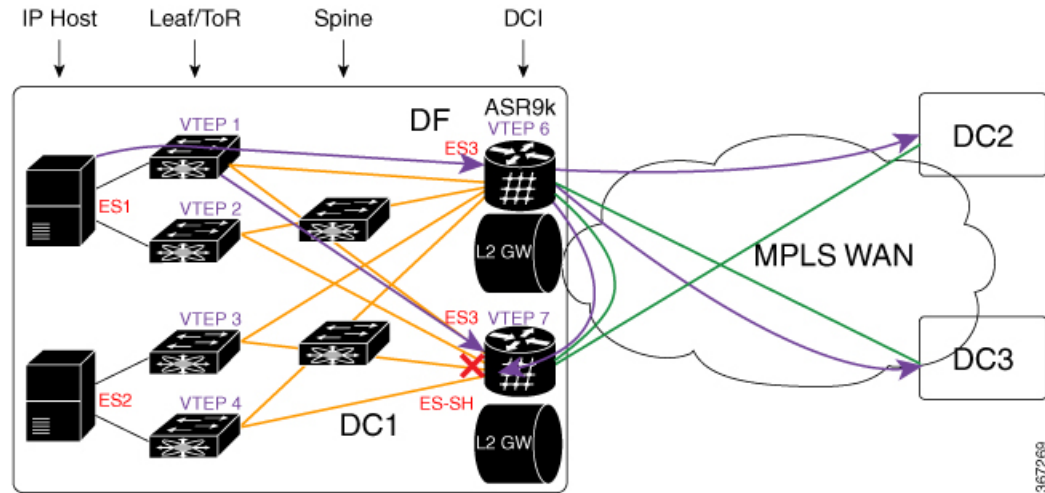 IP Host
Leaf/ToR
Spine
DCI
ASR9k
VTEP 1
DF
VTEP 6
ES3
DC2
ES1
VTEP 2
L2 GW
MPLS WAN
VTEP 3
ES3
VTEP 7
DC3
ES2
VTEP 4
ES-SH
DC1
L2 GW
367269